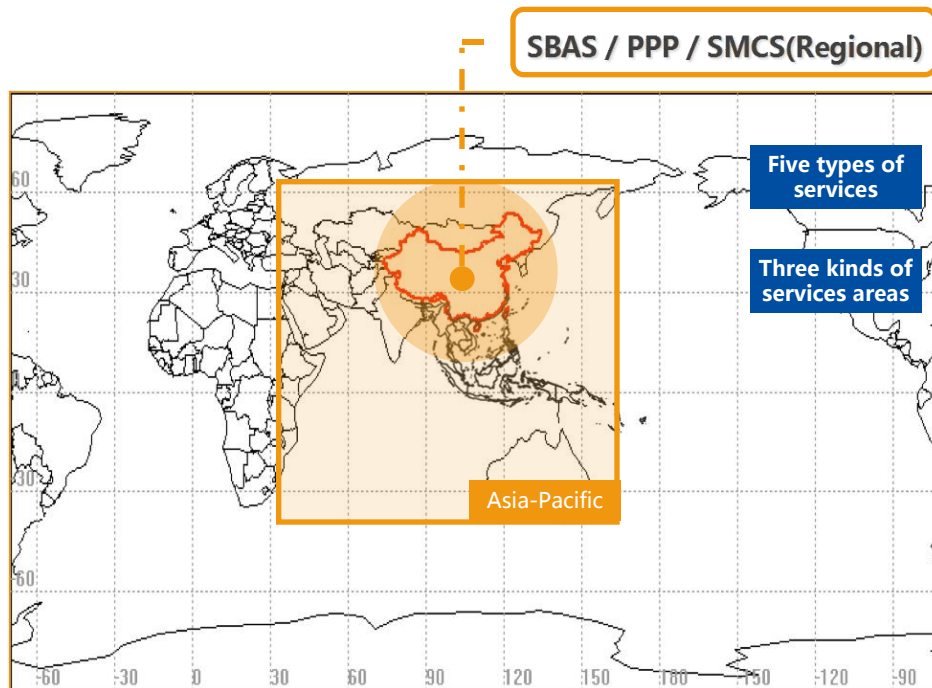 SBAS / PPP / SMCS(Regional)
Five types of
services
Three kinds of
services areas
60
30
0
-30
-60
Asia-Pacific
-60
-30
0
30
60
90
120
150
180
-150
-120
-90